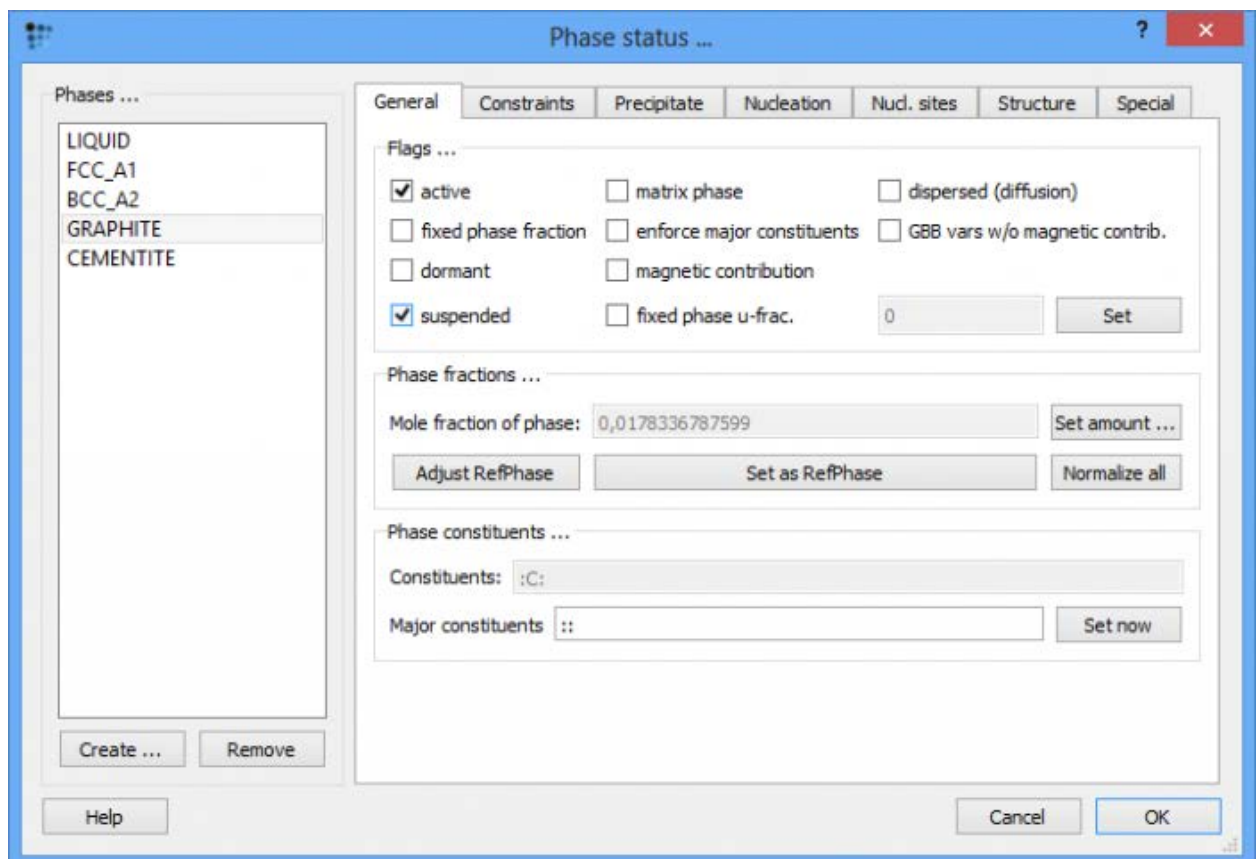 Phase status ...
?
Phases ...
LIQUID
FCC_A1
BCC_A2
GRAPHITE
CEMENTITE
Create ...
Remove
General
Constraints
Precipitate
Nucleation
Nucl. sites
Structure
Special
Flags ...
active
matrix phase
dispersed (diffusion)
fixed phase fraction
enforce major constituents
GBB vars w/o magnetic contrib.
dormant
magnetic contribution
suspended
fixed phase u-frac.
0
Set
Phase fractions ...
Mole fraction of phase:
0,0178336787599
Set amount ...
Adjust RefPhase
Set as RefPhase
Normalize all
Phase constituents ...
Constituents:
:C:
Major constituents
::
Set now
Help
Cancel
OK